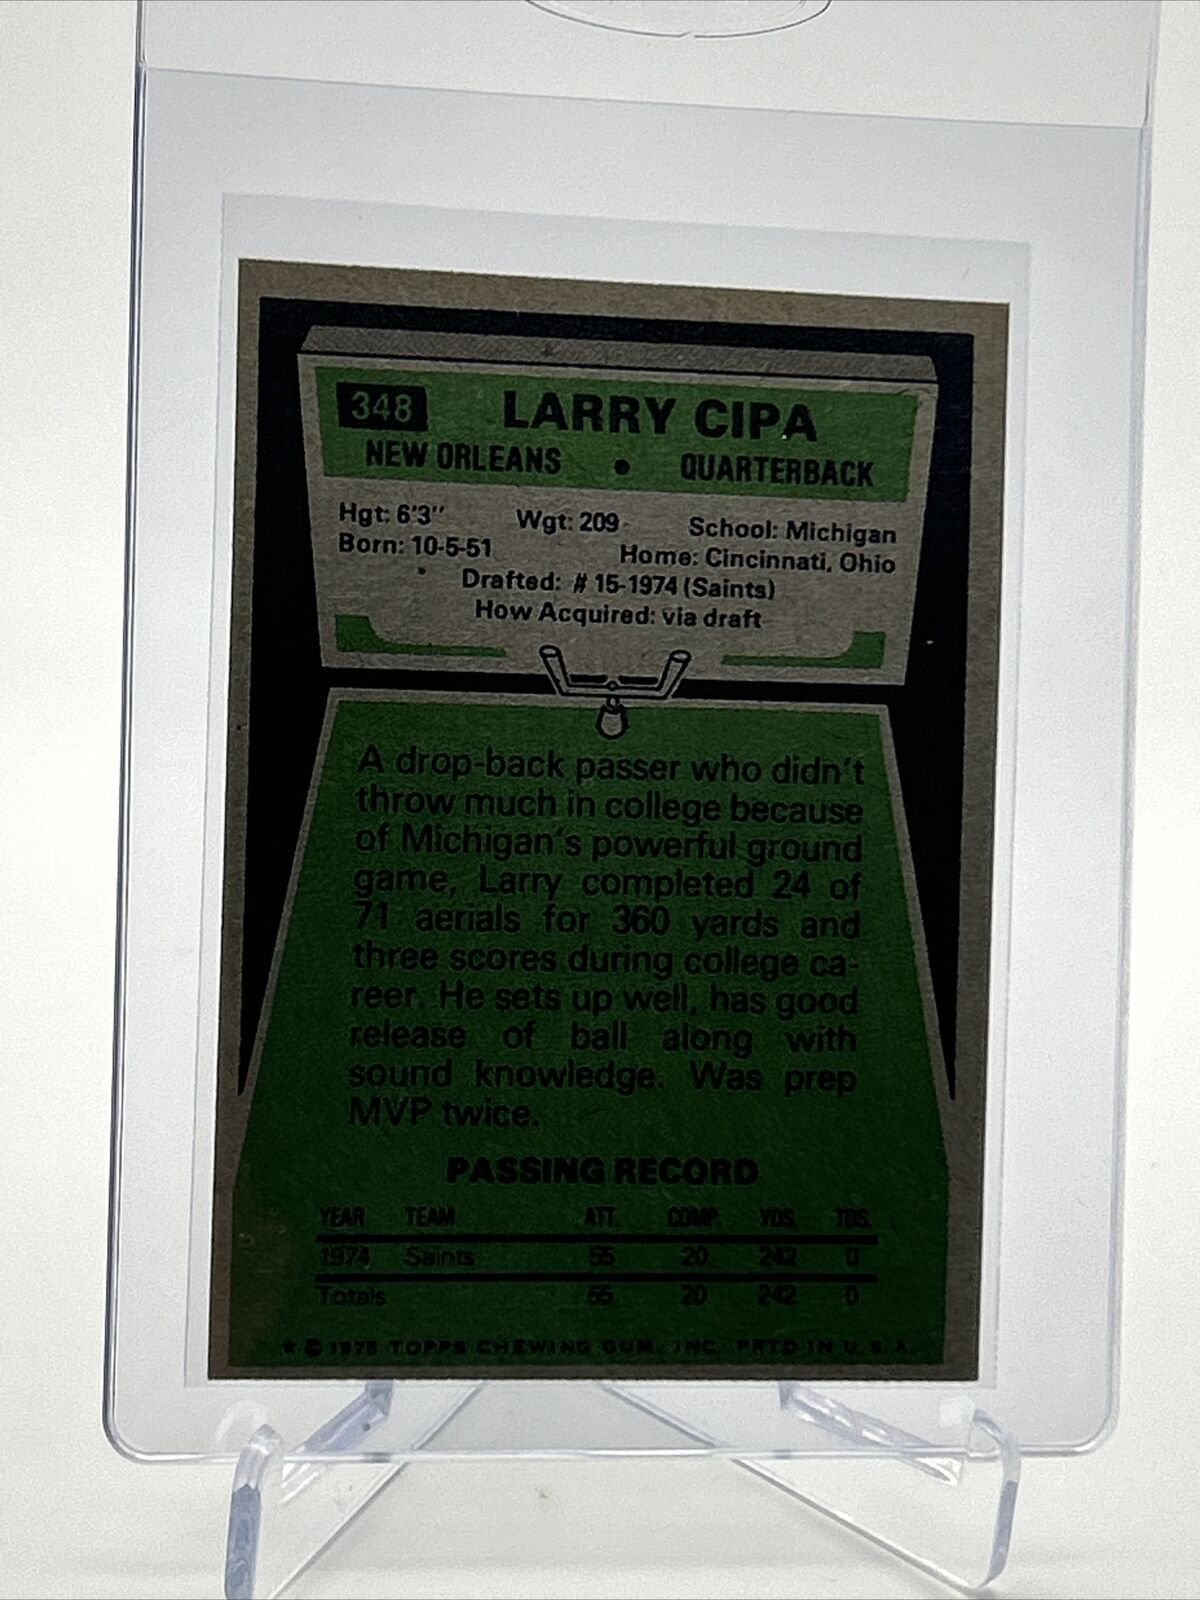 348 LARRY CIPA
NEW ORLEANS • QUARTERBACK
Hgt: 6'3" Wgt: 209 School: Michigan
Born: 10-5-51 Home: Cincinnati, Ohio
Drafted: # 15-1974 (Saints)
How Acquired: via draft
A drop-back passer who didn't
throw much in college because
of Michigan's powerful ground
game, Larry completed 24 of
71 aerials for 360 yards and
three scores during college ca-
reer. He sets up well, has good
release of ball along with
sound knowledge. Was prep
MVP twice.
PASSING RECORD
YEAR TEAM ATT. COMP. YDS. TDS.
1974 Saints 55 20 242 0
Totals 55 20 242 0
★ © 1975 TOPPS CHEWING GUM, INC. PRTD IN U.S.A.